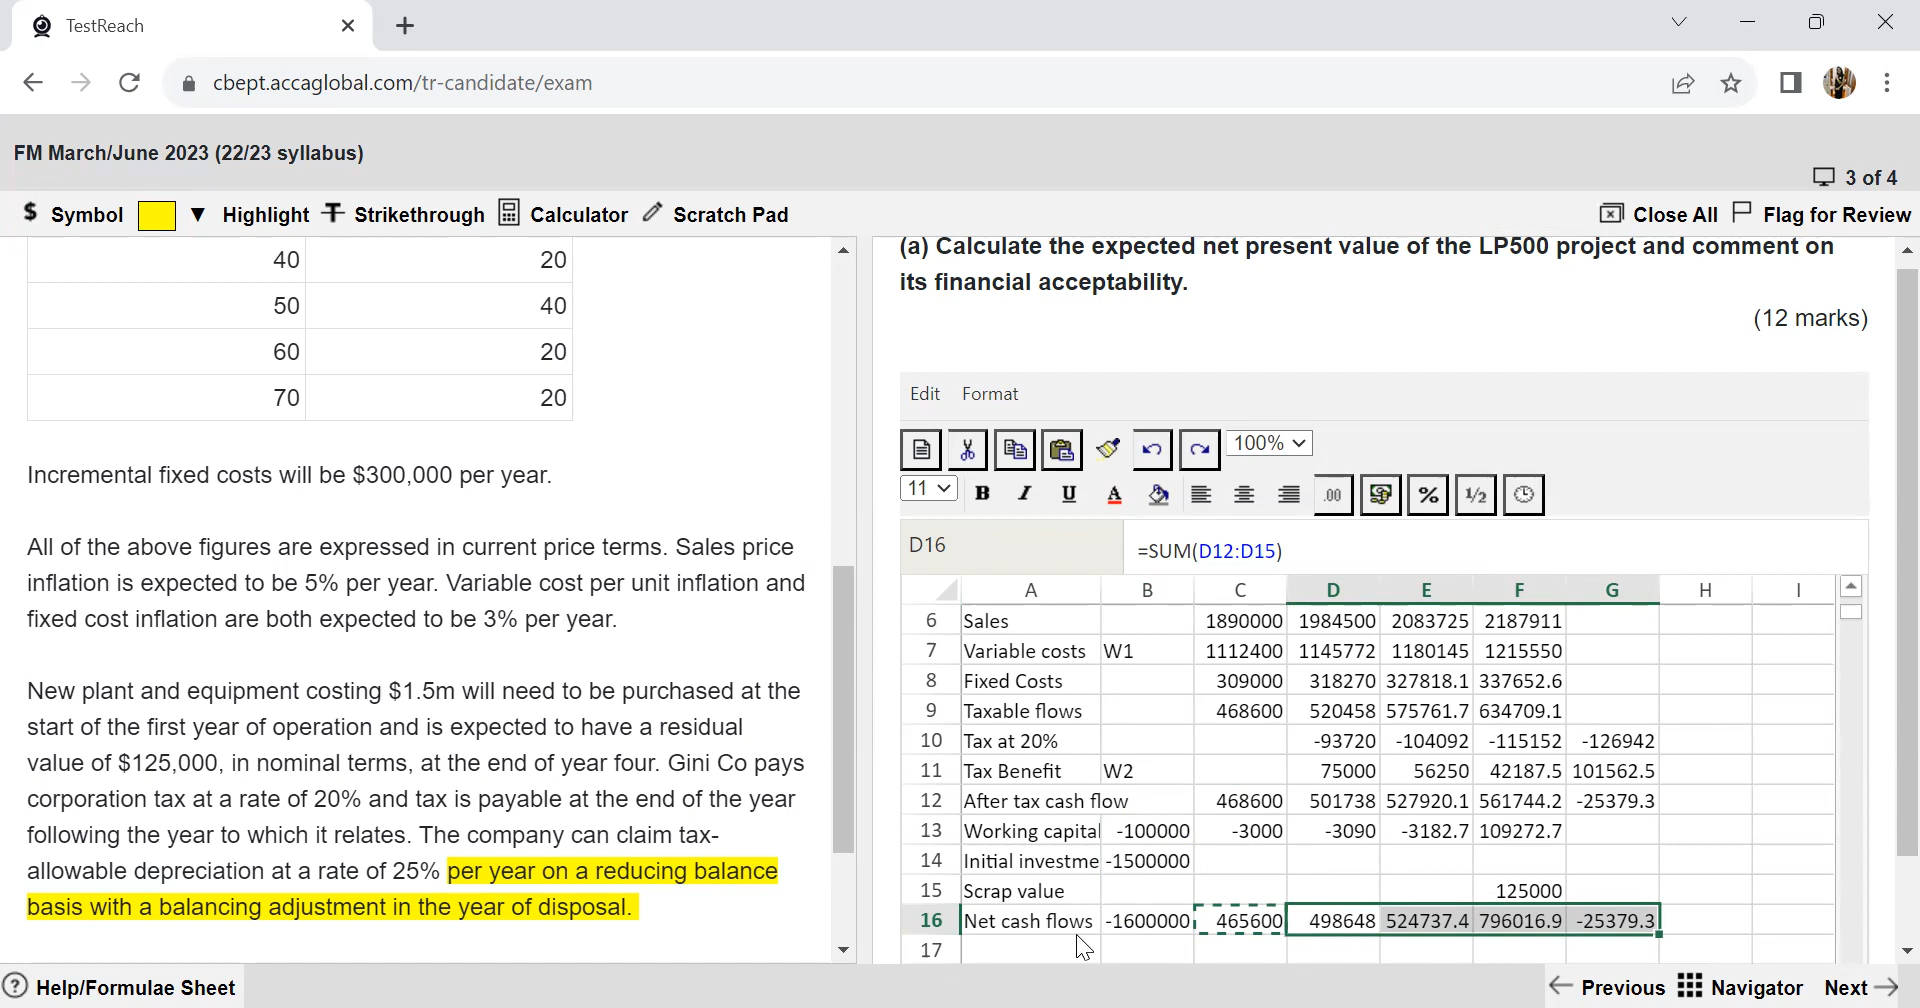 TestReach
cbept.accaglobal.com/tr-candidate/exam
FM March/June 2023 (22/23 syllabus)
3 of 4
$ Symbol Highlight Strikethrough Calculator Scratch Pad
Close All Flag for Review
40 20
50 40
60 20
70 20
Incremental fixed costs will be $300,000 per year.
All of the above figures are expressed in current price terms. Sales price
inflation is expected to be 5% per year. Variable cost per unit inflation and
fixed cost inflation are both expected to be 3% per year.
New plant and equipment costing $1.5m will need to be purchased at the
start of the first year of operation and is expected to have a residual
value of $125,000, in nominal terms, at the end of year four. Gini Co pays
corporation tax at a rate of 20% and tax is payable at the end of the year
following the year to which it relates. The company can claim tax-
allowable depreciation at a rate of 25% per year on a reducing balance
basis with a balancing adjustment in the year of disposal.
(a) Calculate the expected net present value of the LP500 project and comment on
its financial acceptability.
(12 marks)
Edit Format
100%
11 B I U A .00 % 1/2
D16 =SUM(D12:D15)
A B C D E F G H I
6 Sales 1890000 1984500 2083725 2187911
7 Variable costs W1 1112400 1145772 1180145 1215550
8 Fixed Costs 309000 318270 327818.1 337652.6
9 Taxable flows 468600 520458 575761.7 634709.1
10 Tax at 20% -93720 -104092 -115152 -126942
11 Tax Benefit W2 75000 56250 42187.5 101562.5
12 After tax cash flow 468600 501738 527920.1 561744.2 -25379.3
13 Working capital -100000 -3000 -3090 -3182.7 109272.7
14 Initial investme -1500000
15 Scrap value 125000
16 Net cash flows -1600000 465600 498648 524737.4 796016.9 -25379.3
17
? Help/Formulae Sheet
Previous Navigator Next